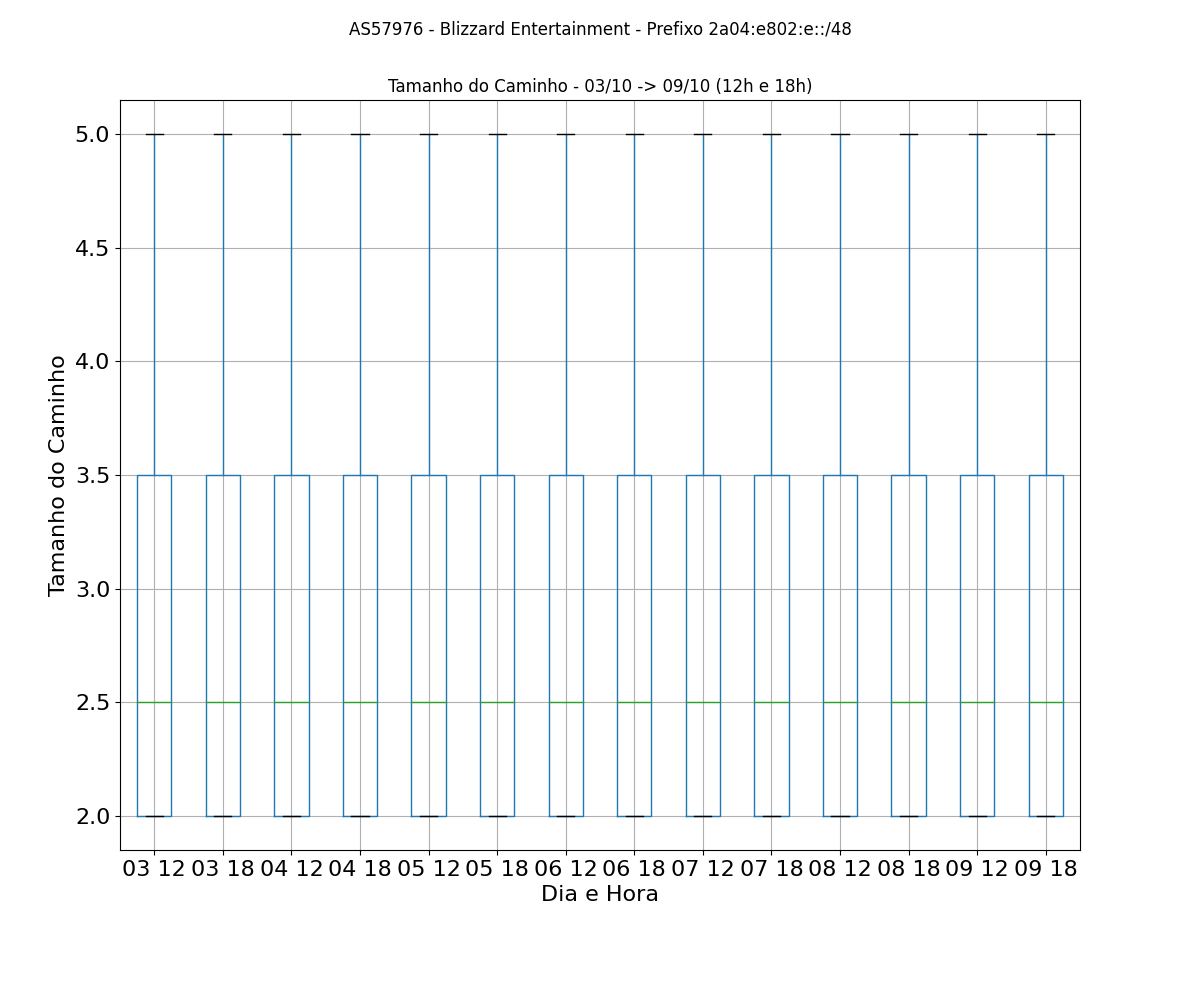 AS57976 - Blizzard Entertainment - Prefixo 2a04:e802:e::/48
Tamanho do Caminho - 03/10 -> 09/10 (12h e 18h)
5.0
4.5
4.0
3.5
3.0
2.5
2.0
Tamanho do Caminho
03 12 03 18 04 12 04 18 05 12 05 18 06 12 06 18 07 12 07 18 08 12 08 18 09 12 09 18
Dia e Hora